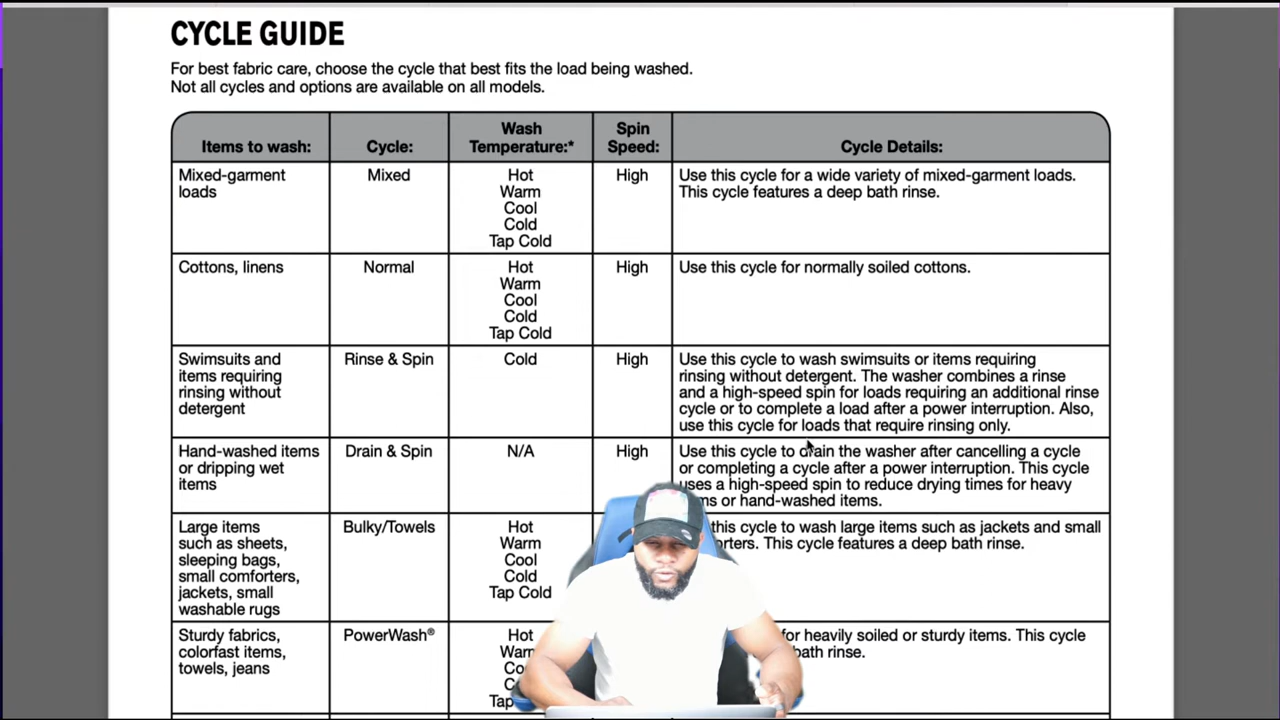 CYCLE GUIDE
For best fabric care, choose the cycle that best fits the load being washed.
Not all cycles and options are available on all models.
Items to wash:
Cycle:
Wash
Temperature:*
Spin
Speed:
Cycle Details:
Mixed-garment
loads
Mixed
Hot
Warm
Cool
Cold
Tap Cold
High
Use this cycle for a wide variety of mixed-garment loads.
This cycle features a deep bath rinse.
Cottons, linens
Normal
Hot
Warm
Cool
Cold
Tap Cold
High
Use this cycle for normally soiled cottons.
Swimsuits and
items requiring
rinsing without
detergent
Rinse & Spin
Cold
High
Use this cycle to wash swimsuits or items requiring
rinsing without detergent. The washer combines a rinse
and a high-speed spin for loads requiring an additional rinse
cycle or to complete a load after a power interruption. Also,
use this cycle for loads that require rinsing only.
Hand-washed items
or dripping wet
items
Drain & Spin
N/A
High
Use this cycle to drain the washer after cancelling a cycle
or completing a cycle after a power interruption. This cycle
uses a high-speed spin to reduce drying times for heavy
or hand-washed items.
Large items
such as sheets,
sleeping bags,
small comforters,
jackets, small
washable rugs
Bulky/Towels
Hot
Warm
Cool
Cold
Tap Cold
this cycle to wash large items such as jackets and small
This cycle features a deep bath rinse.
Sturdy fabrics,
colorfast items,
towels, jeans
PowerWash®
Hot
Tap
for heavily soiled or sturdy items. This cycle
bath rinse.